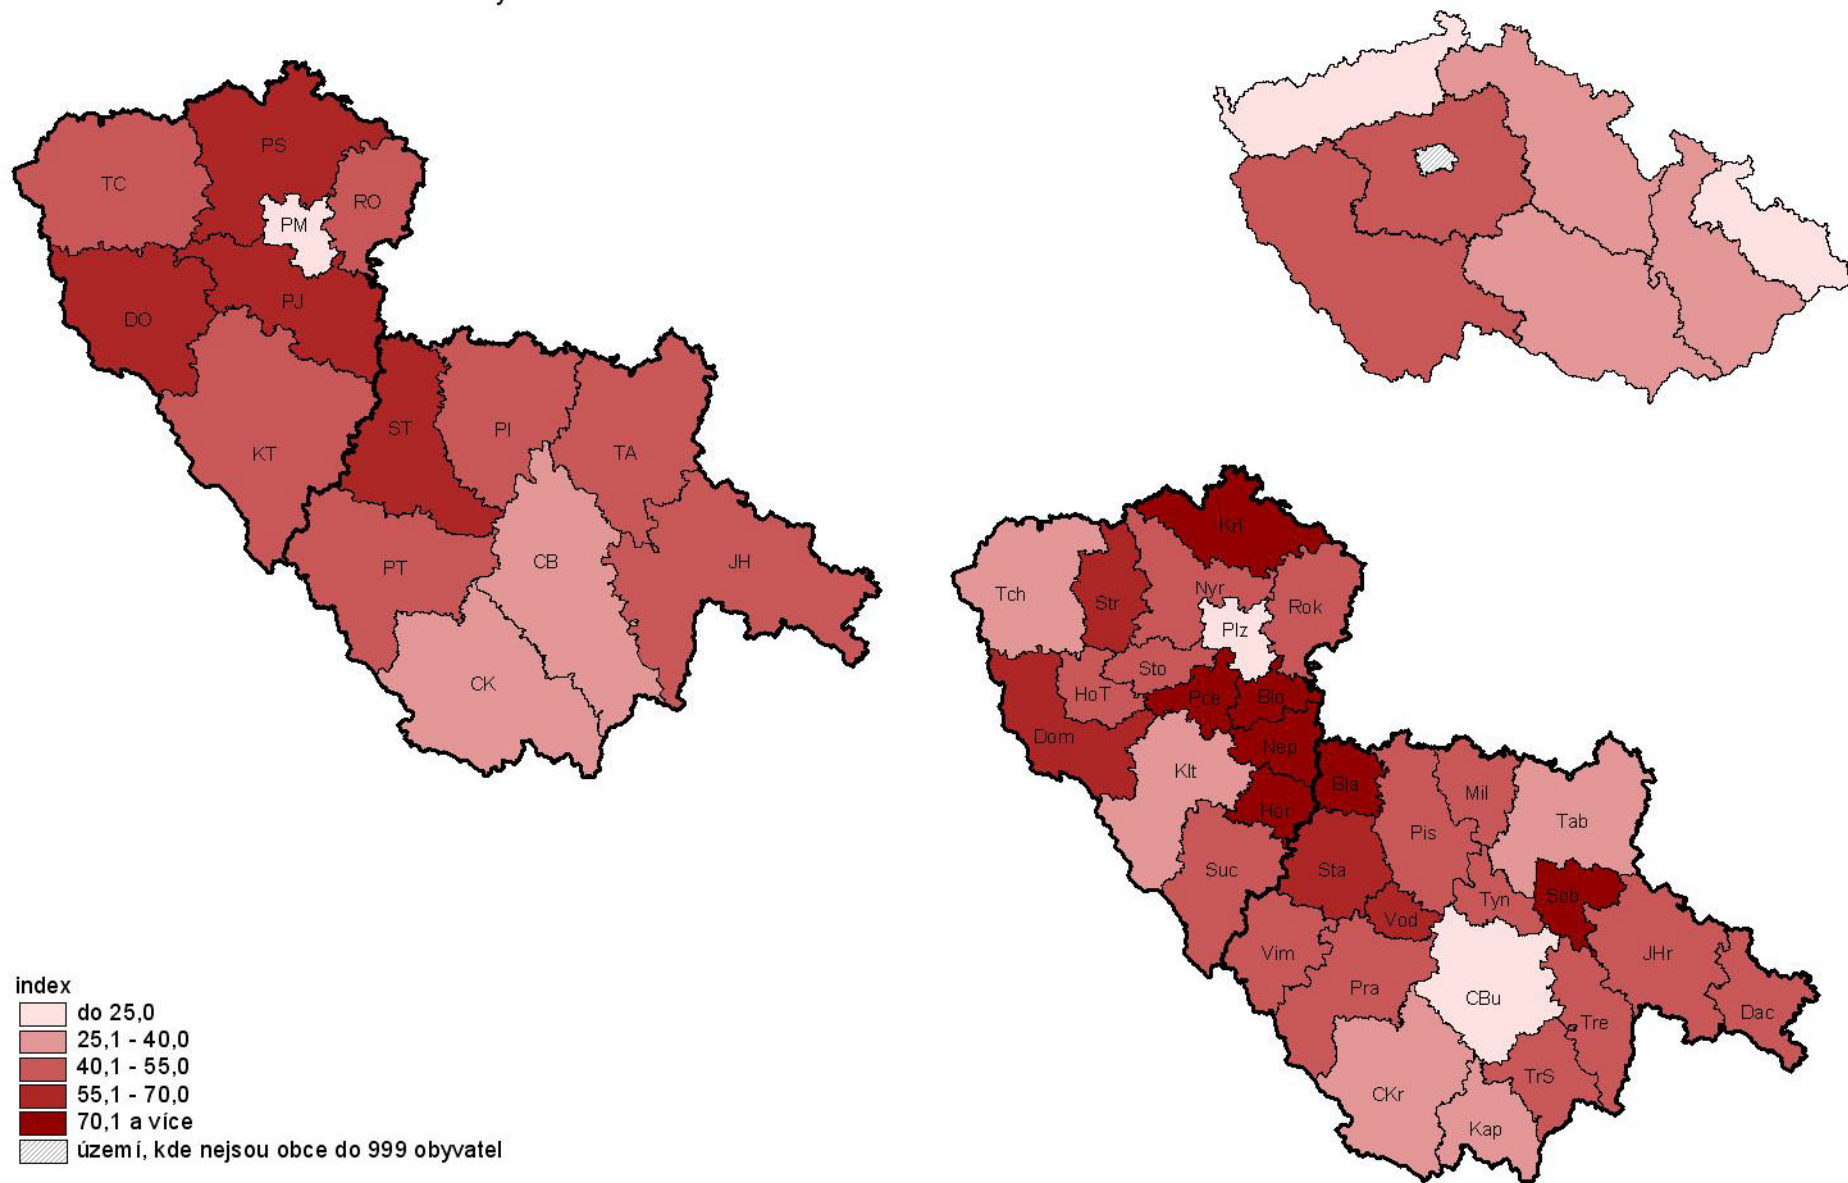 PS
TC
RO
PM
PJ
DO
ST
PI
KT
TA
PT
CB
JH
CK
Krl
Tch
Nyr
Str
Rok
Plz
Sto
HoT
Pce
Blo
Dom
Nep
Klt
Bla
Hor
Mil
Tab
Pis
Suc
Sta
Sob
Tyn
Vod
Vim
JHr
Pra
CBu
Dac
Tre
TrS
CKr
Kap
index
do 25,0
25,1 - 40,0
40,1 - 55,0
55,1 - 70,0
70,1 a více
území, kde nejsou obce do 999 obyvatel